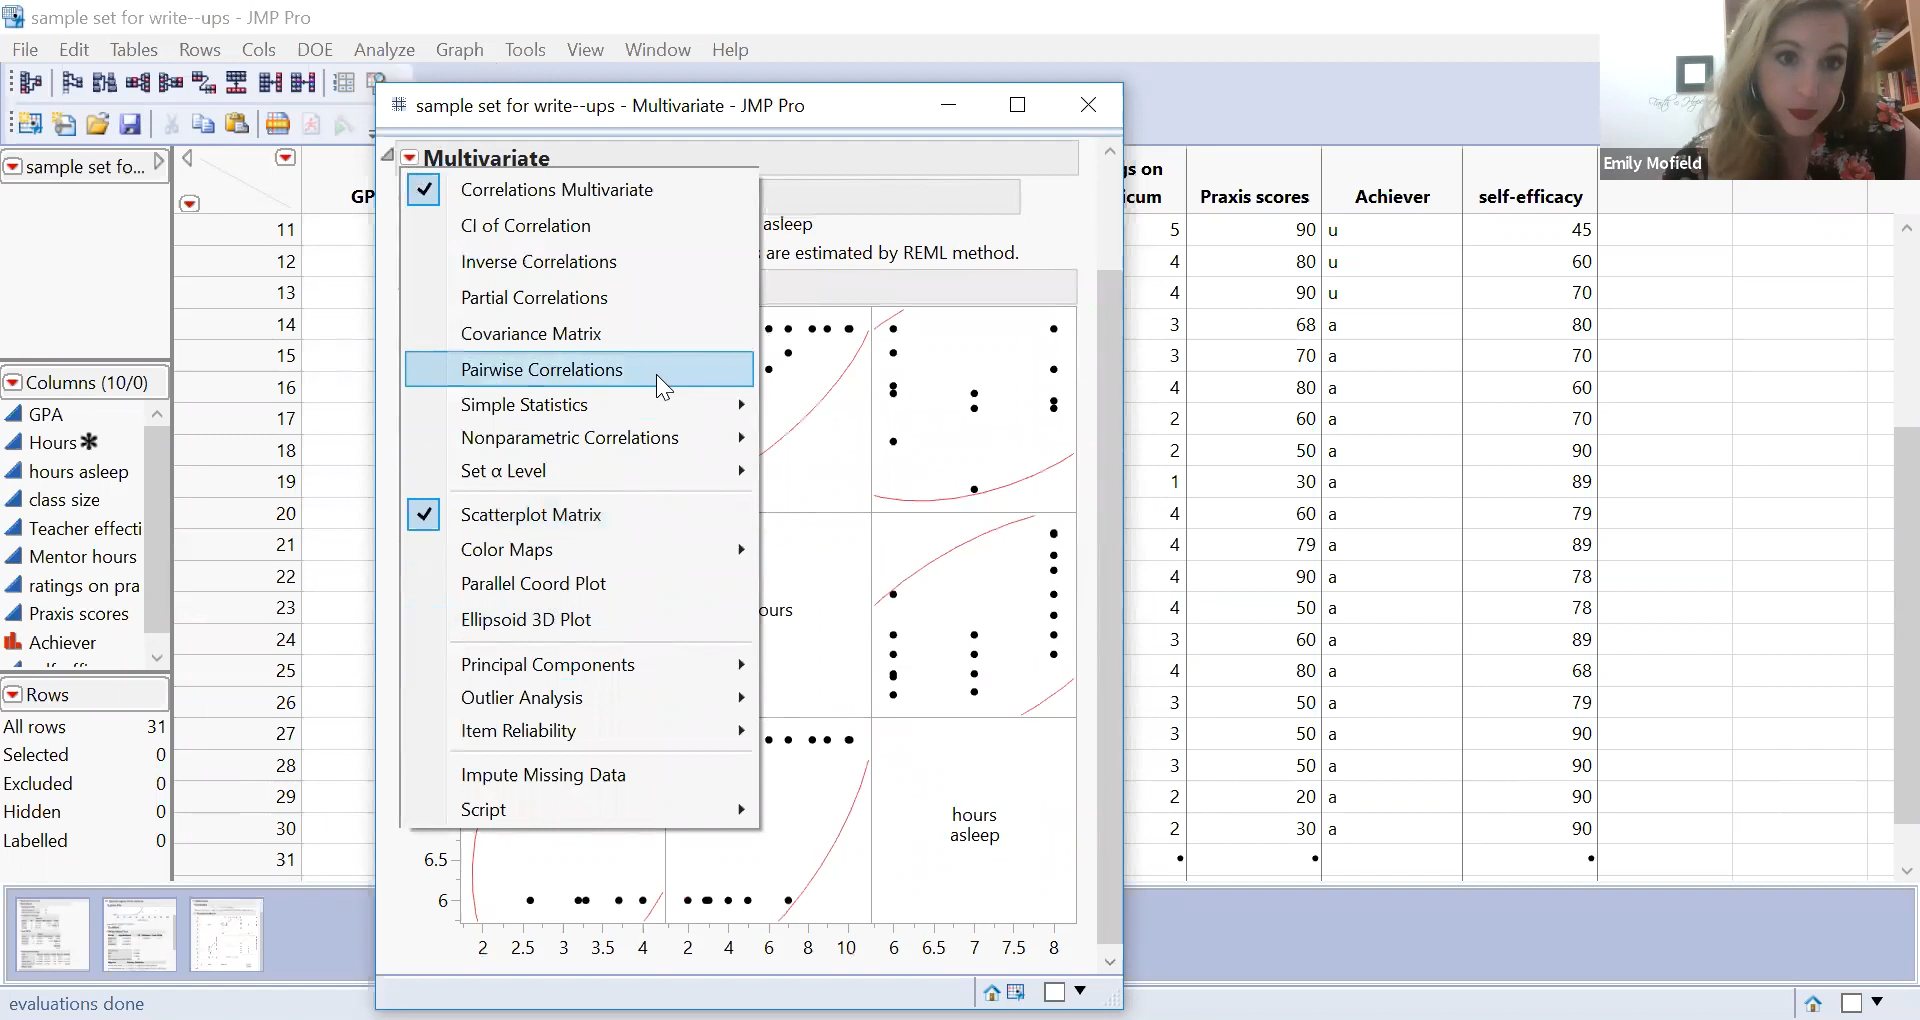 sample set for write--ups - JMP Pro
File Edit Tables Rows Cols DOE Analyze Graph Tools View Window Help
Emily Mofield
sample set for write--ups - Multivariate - JMP Pro
sample set fo...
Multivariate
Correlations Multivariate
CI of Correlation
Inverse Correlations
Partial Correlations
Covariance Matrix
Pairwise Correlations
Simple Statistics
Nonparametric Correlations
Set α Level
Scatterplot Matrix
Color Maps
Parallel Coord Plot
Ellipsoid 3D Plot
Principal Components
Outlier Analysis
Item Reliability
Impute Missing Data
Script
asleep
are estimated by REML method.
ours
hours
asleep
6.5
6
2 2.5 3 3.5 4 2 4 6 8 10 6 6.5 7 7.5 8
GP
gs on
icum Praxis scores Achiever self-efficacy
11 5 90 u 45
12 4 80 u 60
13 4 90 u 70
14 3 68 a 80
15 3 70 a 70
16 4 80 a 60
17 2 60 a 70
18 2 50 a 90
19 1 30 a 89
20 4 60 a 79
21 4 79 a 89
22 4 90 a 78
23 4 50 a 78
24 3 60 a 89
25 4 80 a 68
26 3 50 a 79
27 3 50 a 90
28 3 50 a 90
29 2 20 a 90
30 2 30 a 90
31
Columns (10/0)
GPA
Hours
hours asleep
class size
Teacher effecti
Mentor hours
ratings on pra
Praxis scores
Achiever
Rows
All rows 31
Selected 0
Excluded 0
Hidden 0
Labelled 0
evaluations done